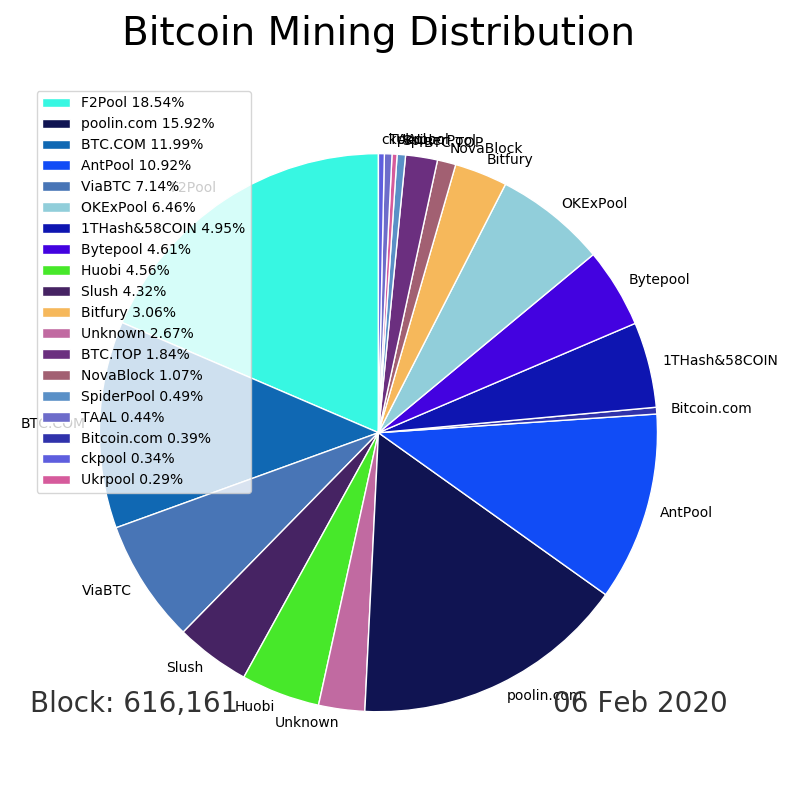 Bitcoin Mining Distribution
F2Pool 18.54%
poolin.com 15.92%
BTC.COM 11.99%
AntPool 10.92%
ViaBTC 7.14%
OKExPool 6.46%
1THash&58COIN 4.95%
Bytepool 4.61%
Huobi 4.56%
Slush 4.32%
Bitfury 3.06%
Unknown 2.67%
BTC.TOP 1.84%
NovaBlock 1.07%
SpiderPool 0.49%
TAAL 0.44%
Bitcoin.com 0.39%
ckpool 0.34%
Ukrpool 0.29%
BTC.TOP
NovaBlock
Bitfury
OKExPool
Bytepool
1THash&58COIN
Bitcoin.com
BTC.COM
AntPool
ViaBTC
Slush
poolin.com
Huobi
Unknown
Block: 616,161
06 Feb 2020